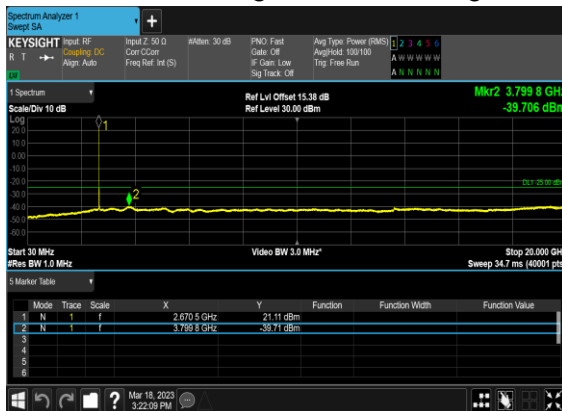 Spectrum Analyzer 1
Swept SA
+
KEYSIGHT Input: RF Input Z: 50 Ω #Atten: 30 dB PNO: Fast Avg Type: Power (RMS) 1 2 3 4 5 6
R T Coupling: DC Corr CCorr Gate: Off Avg|Hold: 100/100 A W W W W W
Align: Auto Freq Ref: Int (S) IF Gain: Low Trig: Free Run
Sig Track: Off A N N N N N
1 Spectrum
Ref Lvl Offset 15.38 dB Mkr2 3.799 8 GH
Scale/Div 10 dB Ref Level 30.00 dBm -39.706 dBn
Log
20.0
10.0
0.00
-10.0
-20.0
-30.0
-40.0
-50.0
-60.0
1
2
DL1 -25.00 dB
Start 30 MHz Video BW 3.0 MHz* Stop 20.000 GH
#Res BW 1.0 MHz Sweep 34.7 ms (40001 pts
5 Marker Table
Mode Trace Scale X Y Function Function Width Function Value
1 N 1 f 2.670 5 GHz 21.11 dBm
2 N 1 f 3.799 8 GHz -39.71 dBm
3
4
5
6
?
Mar 18, 2023
3:22:09 PM